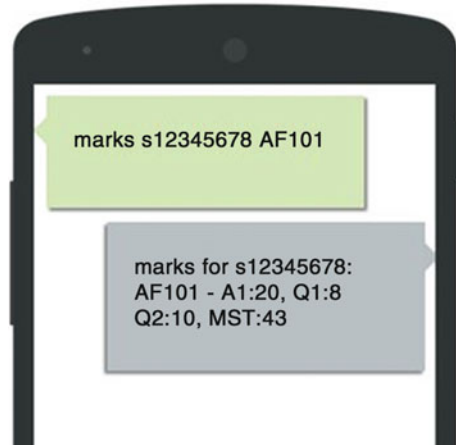 marks s12345678 AF101
marks for s12345678:
AF101 - A1:20, Q1:8
Q2:10, MST:43